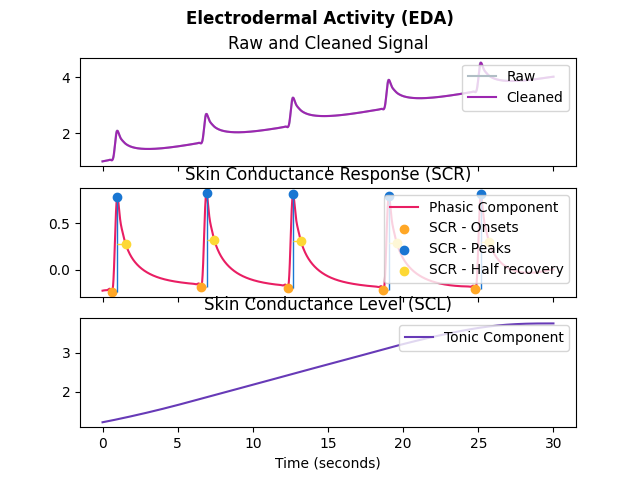 Electrodermal Activity (EDA)
Raw and Cleaned Signal
4
2
Raw
Cleaned
Skin Conductance Response (SCR)
0.5
0.0
Phasic Component
SCR - Onsets
SCR - Peaks
SCR - Half recovery
Skin Conductance Level (SCL)
3
2
Tonic Component
0 5 10 15 20 25 30
Time (seconds)